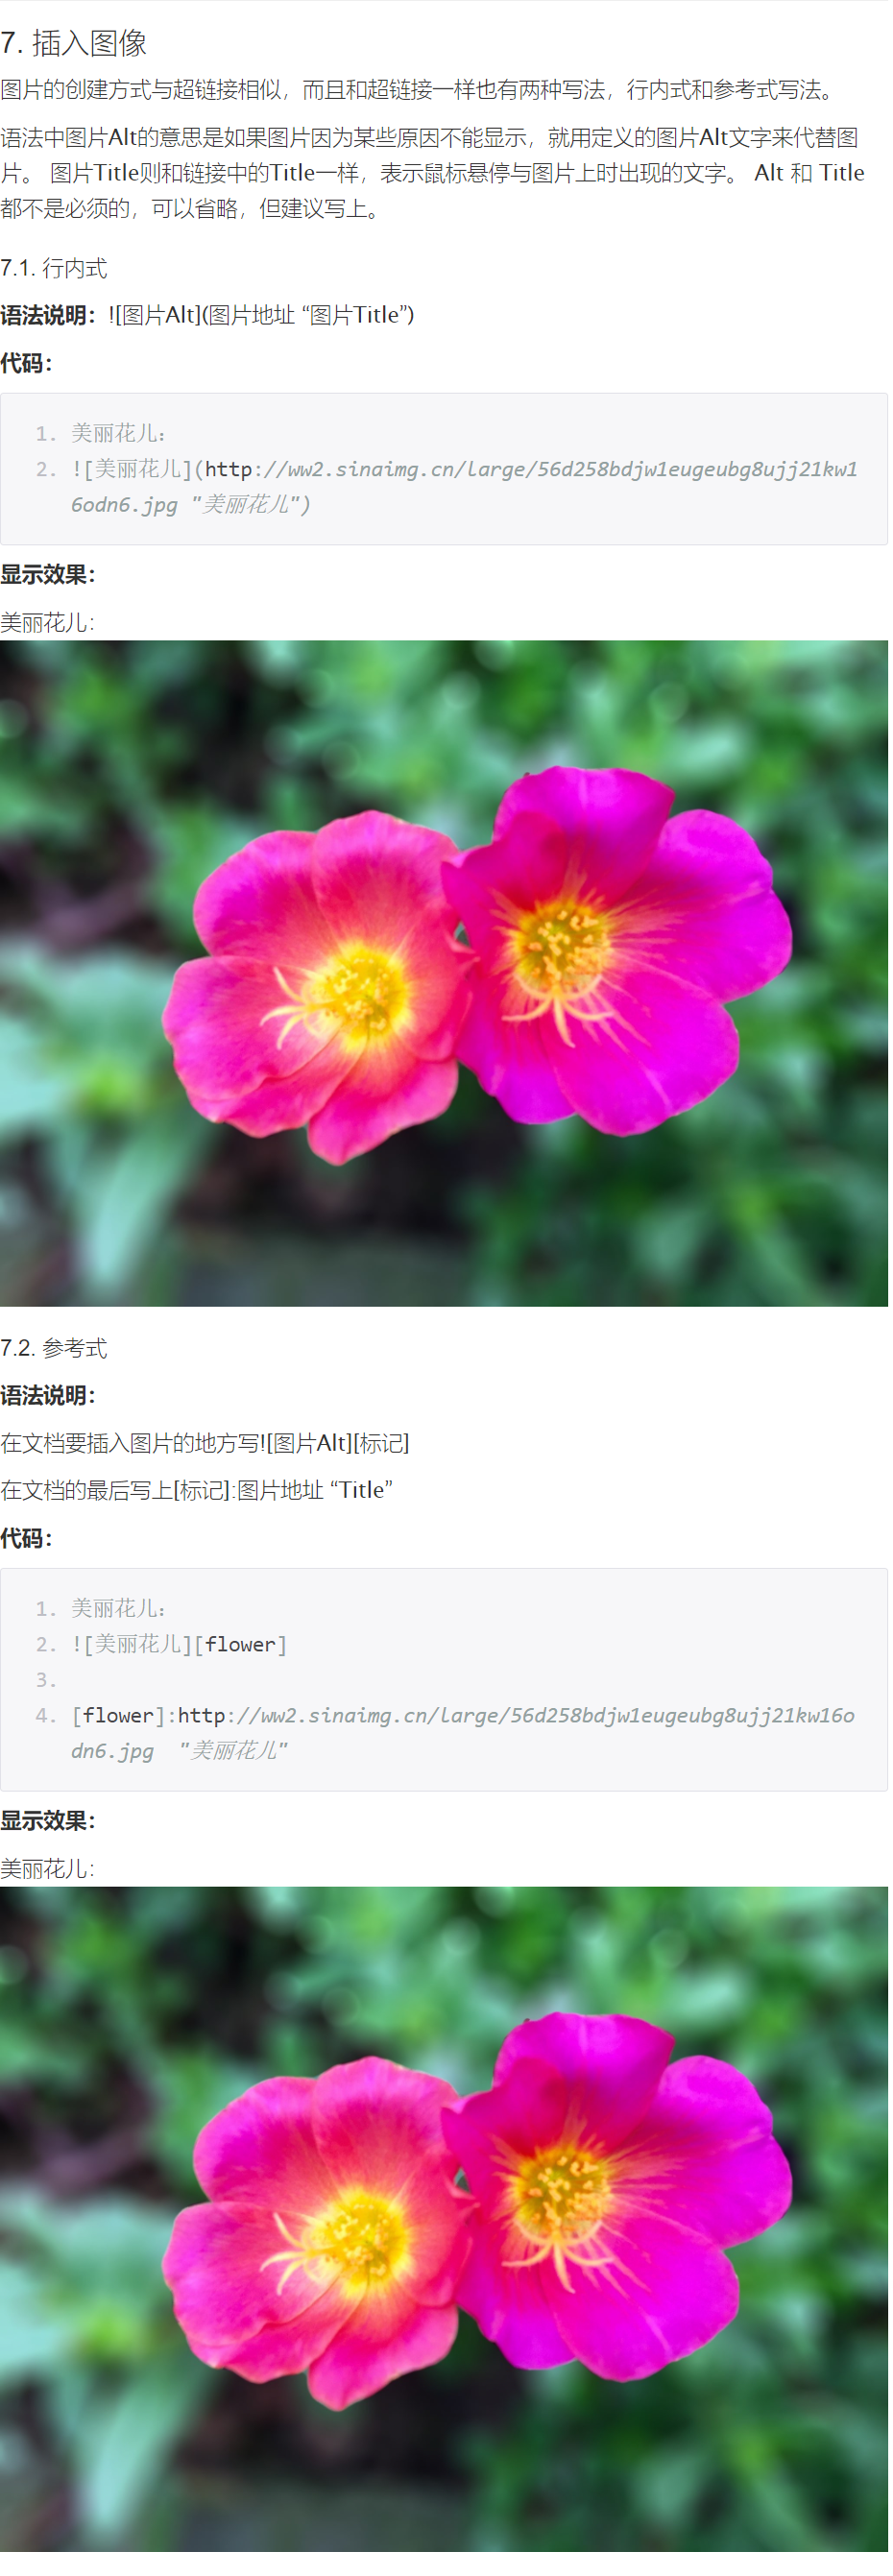 7. 插入图像
图片的创建方式与超链接相似，而且和超链接一样也有两种写法，行内式和参考式写法。
语法中图片Alt的意思是如果图片因为某些原因不能显示，就用定义的图片Alt文字来代替图
片。 图片Title则和链接中的Title一样，表示鼠标悬停与图片上时出现的文字。 Alt 和 Title
都不是必须的，可以省略，但建议写上。
7.1. 行内式
语法说明：![图片Alt](图片地址 “图片Title”)
代码：
1. 美丽花儿：
2. ![美丽花儿](http://ww2.sinaimg.cn/large/56d258bdjw1eugeubg8ujj21kw1
6odn6.jpg "美丽花儿")
显示效果：
美丽花儿：
7.2. 参考式
语法说明：
在文档要插入图片的地方写![图片Alt][标记]
在文档的最后写上[标记]:图片地址 “Title”
代码：
1. 美丽花儿：
2. ![美丽花儿][flower]
3.
4. [flower]:http://ww2.sinaimg.cn/large/56d258bdjw1eugeubg8ujj21kw16o
dn6.jpg  "美丽花儿"
显示效果：
美丽花儿：